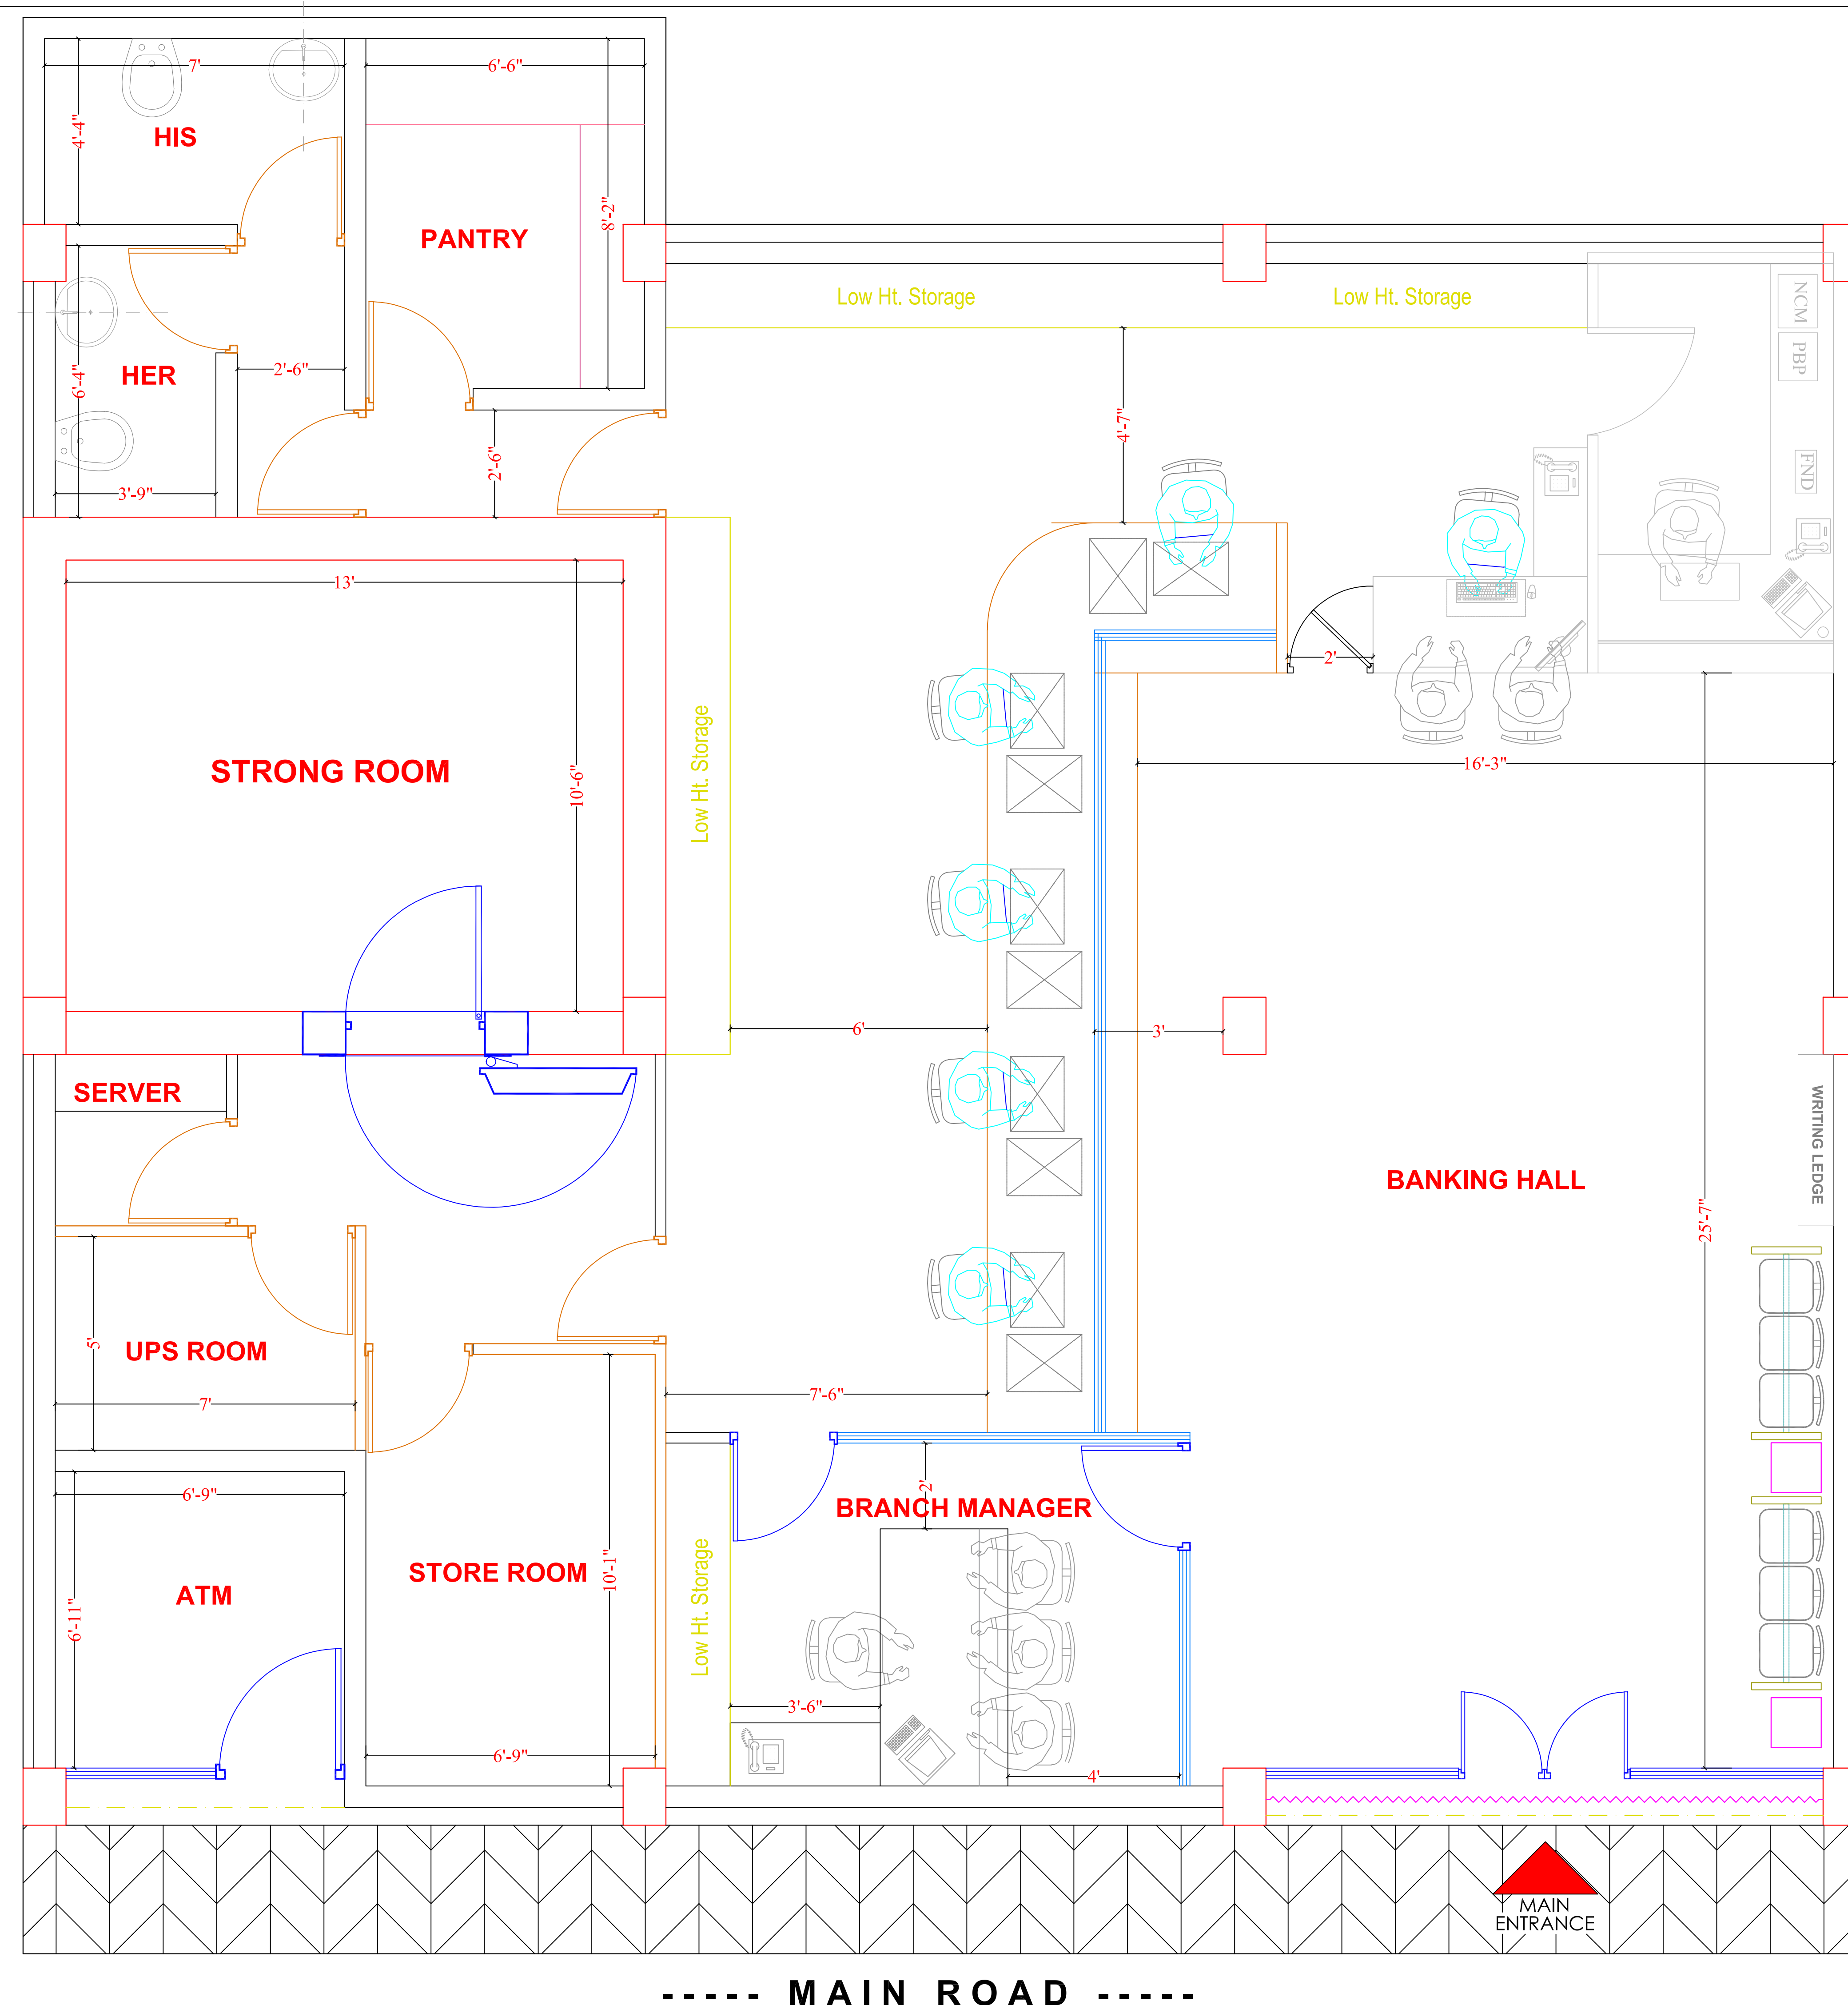 7'
6'-6"
4'-4"
HIS
8'-2"
PANTRY
Low Ht. Storage
Low Ht. Storage
NCM
PBP
HER
2'-6"
6'-4"
3'-9"
2'-6"
4'-7"
FND
13'
STRONG ROOM
10'-6"
Low Ht. Storage
2'
16'-3"
6'
3'
SERVER
WRITING LEDGE
BANKING HALL
25'-7"
UPS ROOM
5'
7'
7'-6"
6'-9"
BRANCH MANAGER
2'
ATM
6'-11"
STORE ROOM
10'-1"
Low Ht. Storage
3'-6"
6'-9"
4'
MAIN
ENTRANCE
----- MAIN ROAD -----